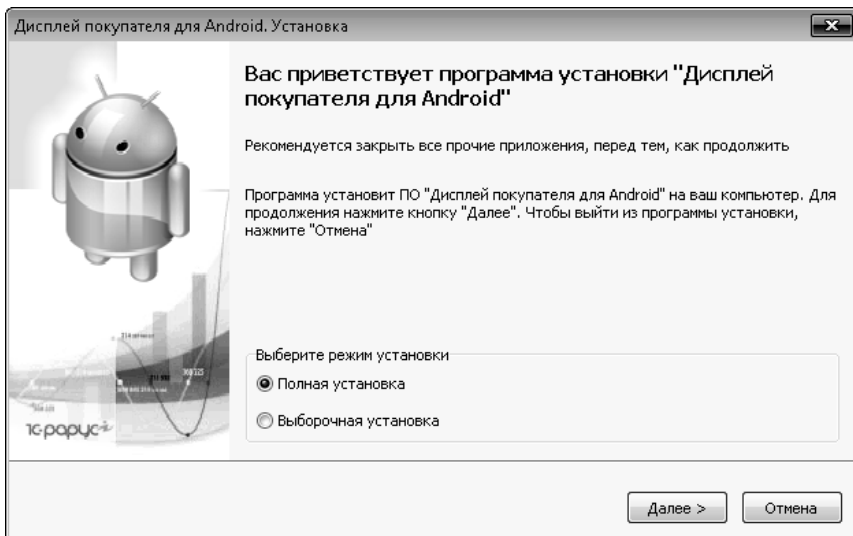 Дисплей покупателя для Android. Установка
Вас приветствует программа установки "Дисплей
покупателя для Android"
Рекомендуется закрыть все прочие приложения, перед тем, как продолжить
Программа установит ПО "Дисплей покупателя для Android" на ваш компьютер. Для
продолжения нажмите кнопку "Далее". Чтобы выйти из программы установки,
нажмите "Отмена"
Выберите режим установки
Полная установка
Выборочная установка
1С·рарус
Далее >
Отмена